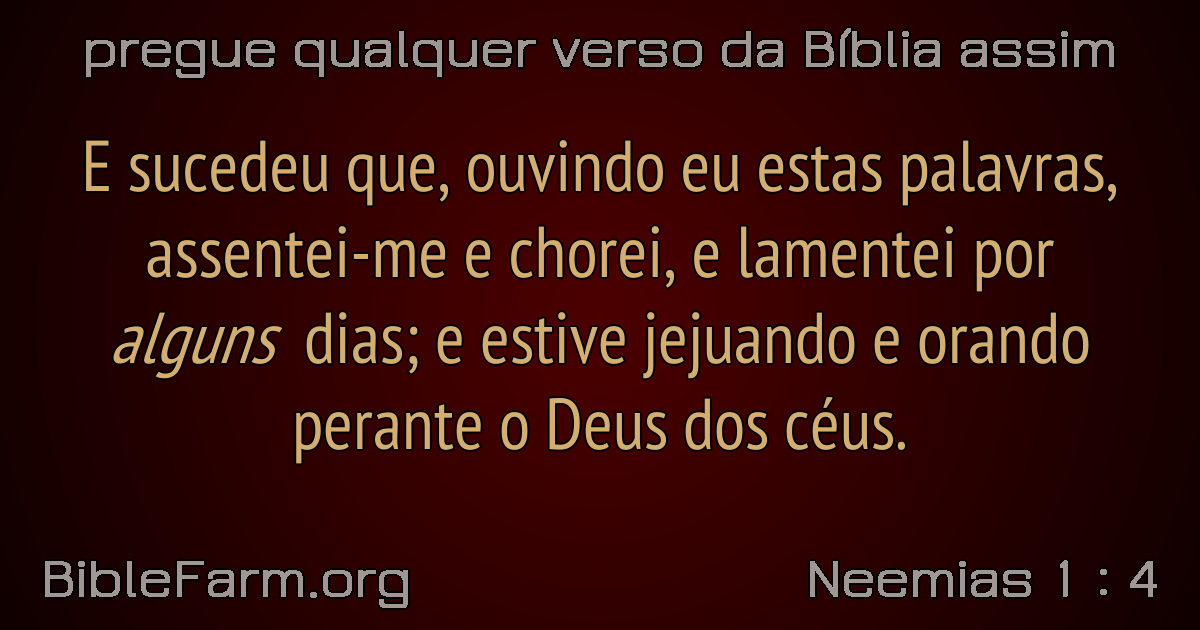 pregue qualquer verso da Bíblia assim
E sucedeu que, ouvindo eu estas palavras,
assentei-me e chorei, e lamentei por
alguns dias; e estive jejuando e orando
perante o Deus dos céus.
BibleFarm.org
Neemias 1 : 4